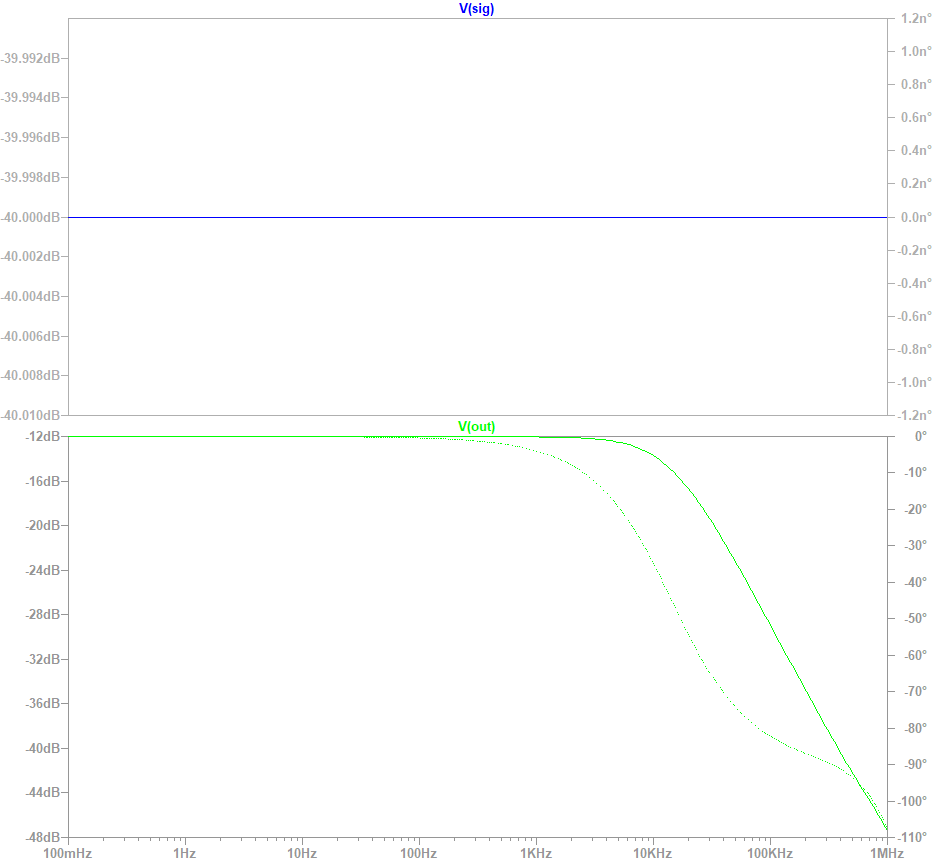 V(sig)
1.2n°
-39.992dB
1.0n°
-39.994dB
0.8n°
-39.996dB
0.6n°
0.4n°
-39.998dB
0.2n°
-40.000dB
0.0n°
-40.002dB
-0.2n°
-40.004dB
-0.4n°
-40.006dB
-0.6n°
-40.008dB
-0.8n°
-1.0n°
-40.010dB
-1.2n°
V(out)
-12dB
0°
-16dB
-10°
-20dB
-20°
-24dB
-30°
-28dB
-40°
-32dB
-50°
-36dB
-60°
-40dB
-70°
-44dB
-80°
-48dB
-90°
-100°
-110°
100mHz 1Hz 10Hz 100Hz 1KHz 10KHz 100KHz 1MHz